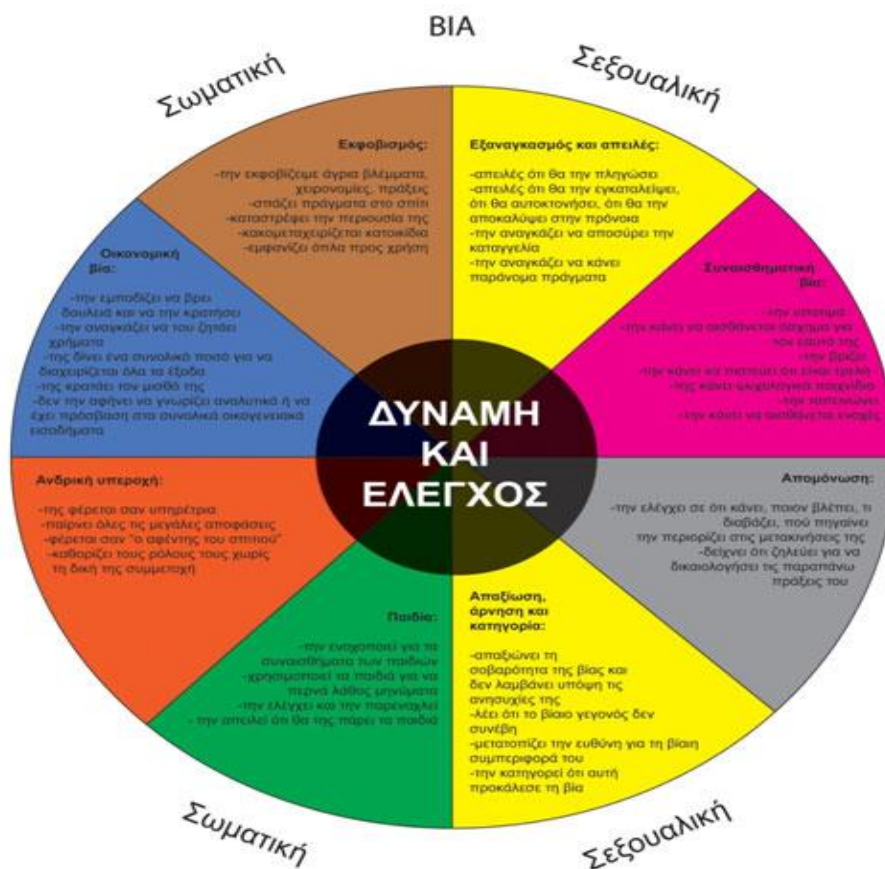 ΒΙΑ
Σωματική
Σεξουαλική
Εκφοβισμός:
-την εκφοβίζειμε άγρια βλέμματα,
χειρονομίες, πράξεις
-σπάζει πράγματα στο σπίτι
-καταστρέφει την περιουσία της
-κακομεταχειρίζεται κατοικίδια
-εμφανίζει όπλα προς χρήση
Εξαναγκασμός και απειλές:
-απειλές ότι θα την πληγώσει
-απειλές ότι θα την εγκαταλείψει,
ότι θα αυτοκτονήσει, ότι θα την
αποκαλύψει στην πρόνοια
-την αναγκάζει να αποσύρει την
καταγγελία
-την αναγκάζει να κάνει
παράνομα πράγματα
Οικονομική
βία:
-την εμποδίζει να βρει
δουλειά και να την κρατήσει
-την αναγκάζει να του ζητάει
χρήματα
-της δίνει ένα συνολικό ποσό για να
διαχειρίζεται όλα τα έξοδα
-της κρατάει τον μισθό της
-δεν την αφήνει να γνωρίζει αναλυτικά ή να
έχει πρόσβαση στα συνολικά οικογενειακά
εισοδήματα
Συναισθηματική
βία:
-την υποτιμά
-την κάνει να αισθάνεται άσχημα για
τον εαυτό της
-την βρίζει
-την κάνει να πιστεύει ότι είναι τρελή
-της κάνει ψυχολογικά παιχνίδια
-την ταπεινώνει
-την κάνει να αισθάνεται ενοχές
ΔΥΝΑΜΗ
ΚΑΙ
ΕΛΕΓΧΟΣ
Ανδρική υπεροχή:
-της φέρεται σαν υπηρέτρια
-παίρνει όλες τις μεγάλες αποφάσεις
-φέρεται σαν "ο αφέντης του σπιτιού"
-καθορίζει τους ρόλους τους χωρίς
τη δική της συμμετοχή
Απομόνωση:
-την ελέγχει σε ότι κάνει, ποιον βλέπει, τι
διαβάζει, πού πηγαίνει
την περιορίζει στις μετακινήσεις της
-δείχνει ότι ζηλεύει για να
δικαιολογήσει τις παραπάνω
πράξεις του
Παιδία:
-την ενοχοποιεί για τα
συναισθήματα των παιδιών
-χρησιμοποιεί τα παιδιά για να
περνά λάθος μηνύματα
-την ελέγχει και την παρενοχλεί
- την απειλεί ότι θα της πάρει τα παιδιά
Απαξίωση,
άρνηση και
κατηγορία:
-απαξιώνει τη
σοβαρότητα της βίας και
δεν λαμβάνει υπόψη τις
ανησυχίες της
-λέει ότι το βίαιο γεγονός δεν
συνέβη
-μετατοπίζει την ευθύνη για τη βίαιη
συμπεριφορά του
-την κατηγορεί ότι αυτή
προκάλεσε τη βία
Σωματική
Σεξουαλική